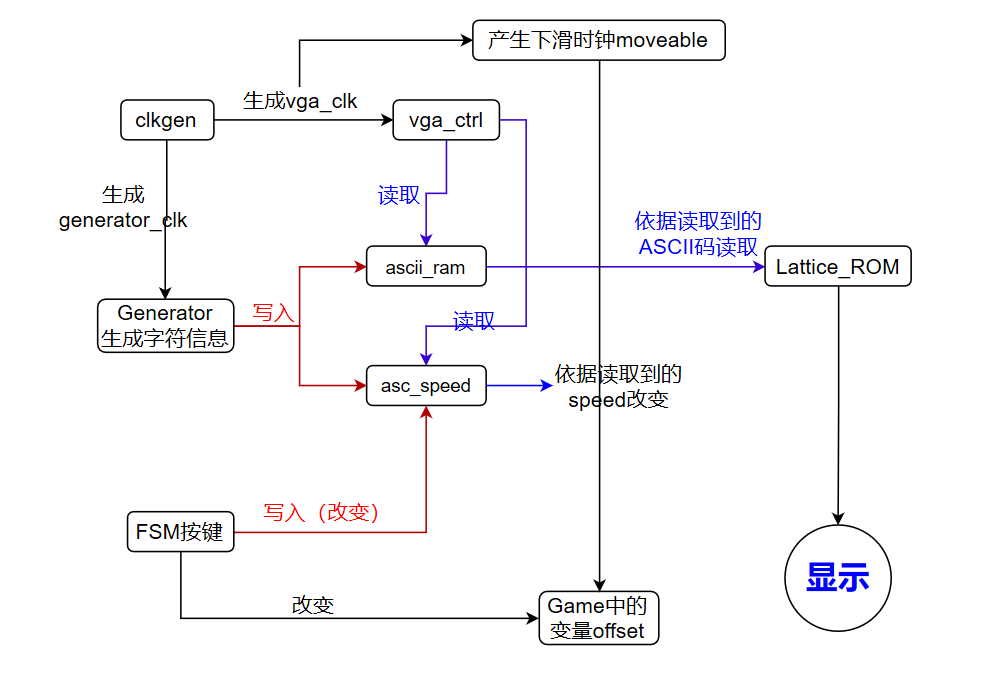 产生下滑时钟moveable
生成vga_clk
clkgen
vga_ctrl
生成
generator_clk
读取
依据读取到的
ASCII码读取
ascii_ram
Lattice_ROM
Generator
生成字符信息
写入
读取
asc_speed
依据读取到的
speed改变
FSM按键
写入（改变）
显示
改变
Game中的
变量offset